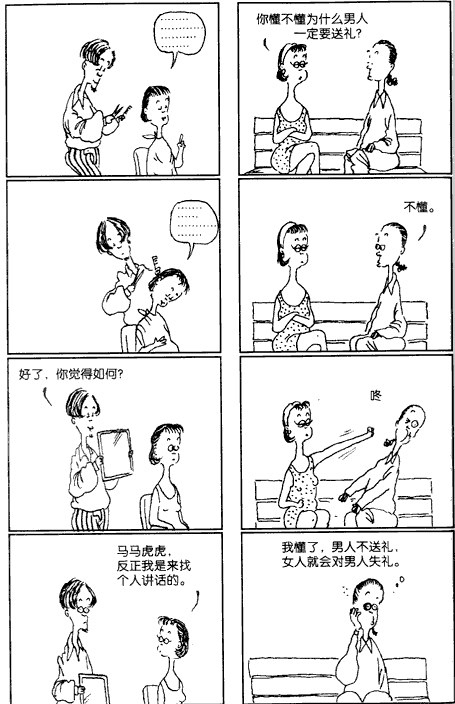 好了，你觉得如何？
马马虎虎，
反正我是来找
个人讲话的。
你懂不懂为什么男人
一定要送礼？
不懂。
咚
我懂了，男人不送礼，
女人就会对男人失礼。